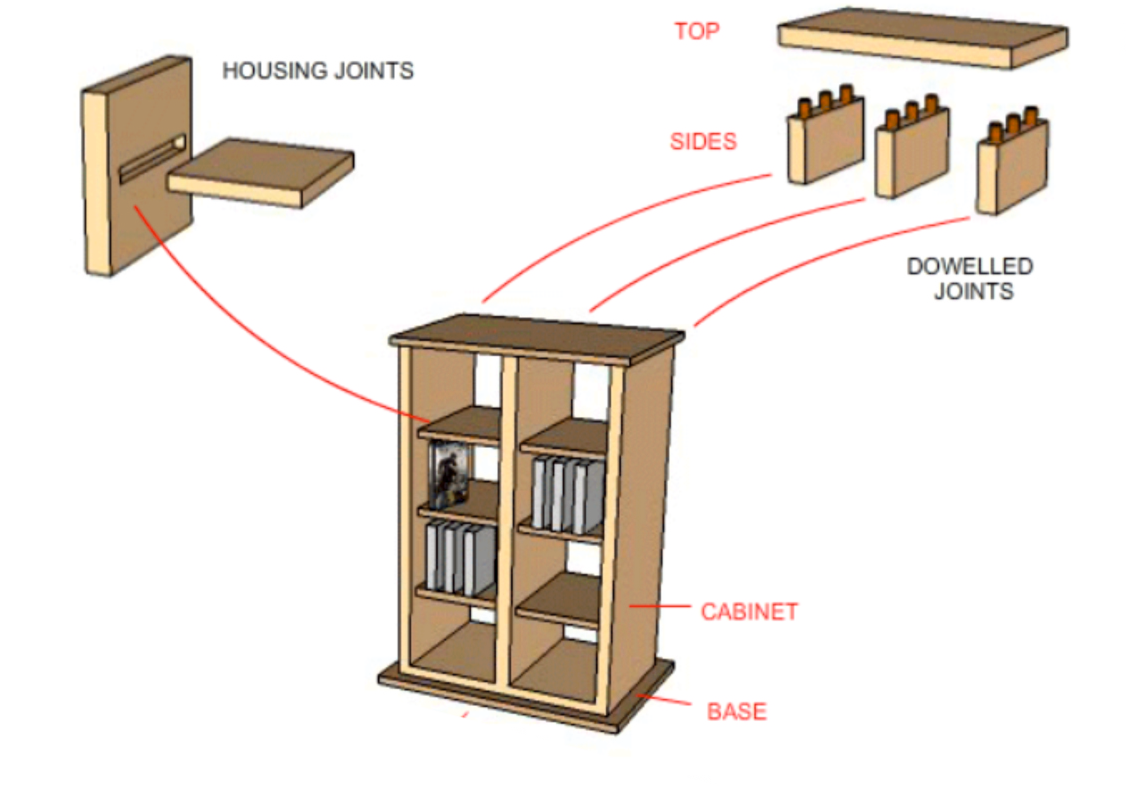 TOP
HOUSING JOINTS
SIDES
DOWELLED
JOINTS
CABINET
BASE